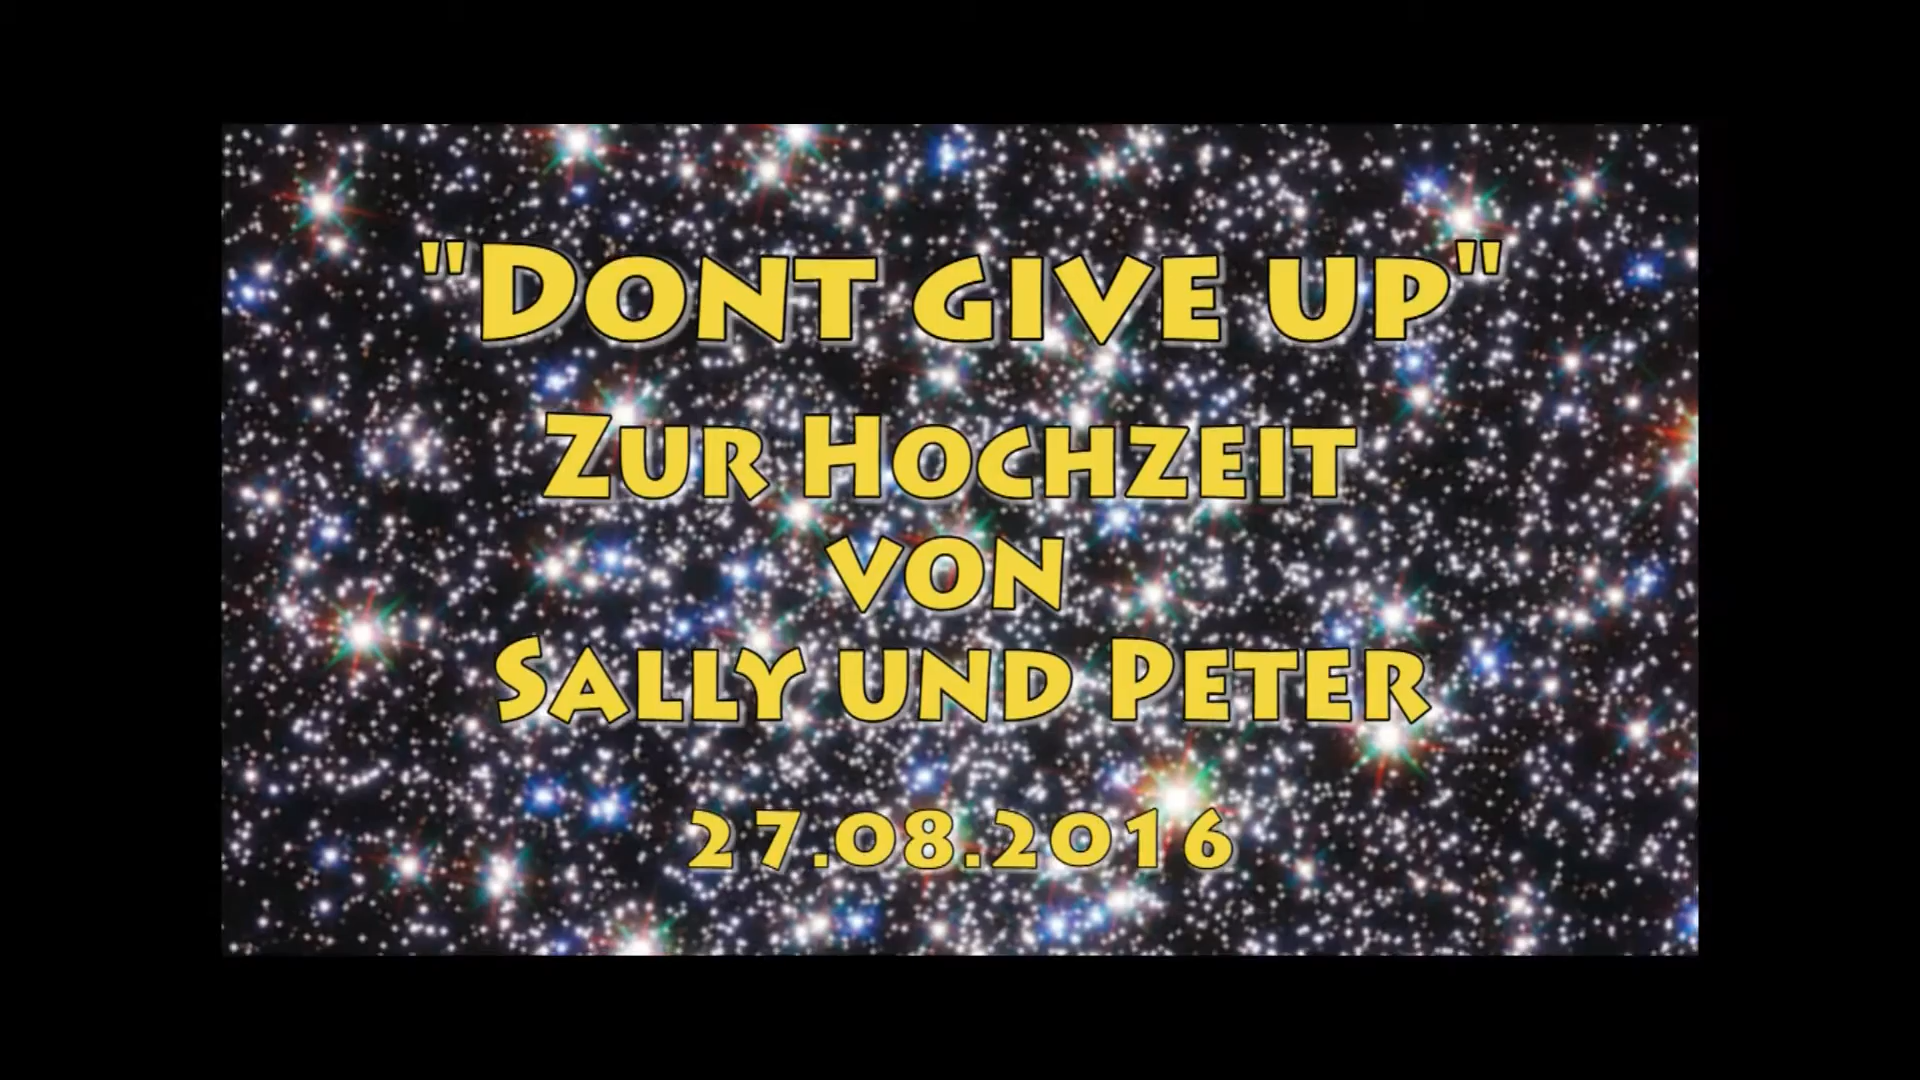 "Dont give up"
Zur Hochzeit
von
Sally und Peter
27.08.2016